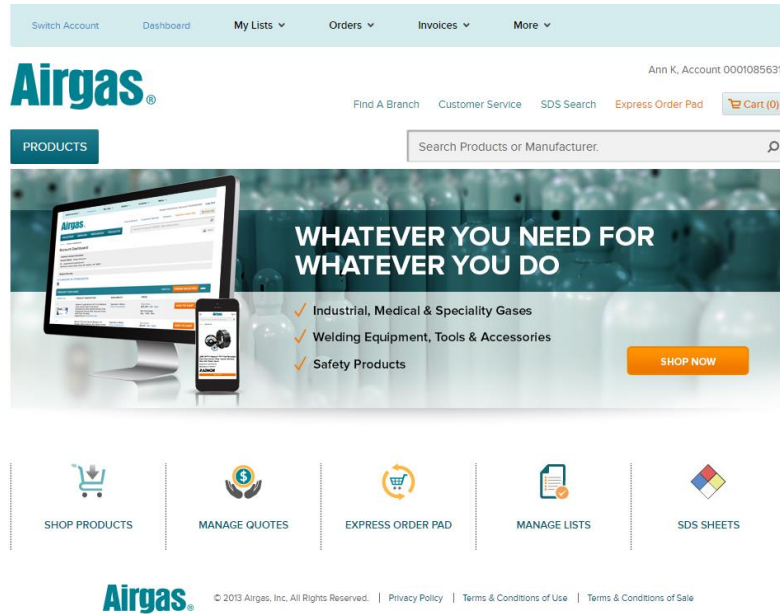 Switch Account Dashboard My Lists Orders Invoices More
Airgas®
Ann K, Account 0001085631
Find A Branch Customer Service SDS Search Express Order Pad Cart (0)
PRODUCTS Search Products or Manufacturer.
Airgas
WHATEVER YOU NEED FOR
WHATEVER YOU DO
Industrial, Medical & Speciality Gases
Welding Equipment, Tools & Accessories
Safety Products
SHOP NOW
SHOP PRODUCTS MANAGE QUOTES EXPRESS ORDER PAD MANAGE LISTS SDS SHEETS
Airgas® © 2013 Airgas, Inc, All Rights Reserved. | Privacy Policy | Terms & Conditions of Use | Terms & Conditions of Sale